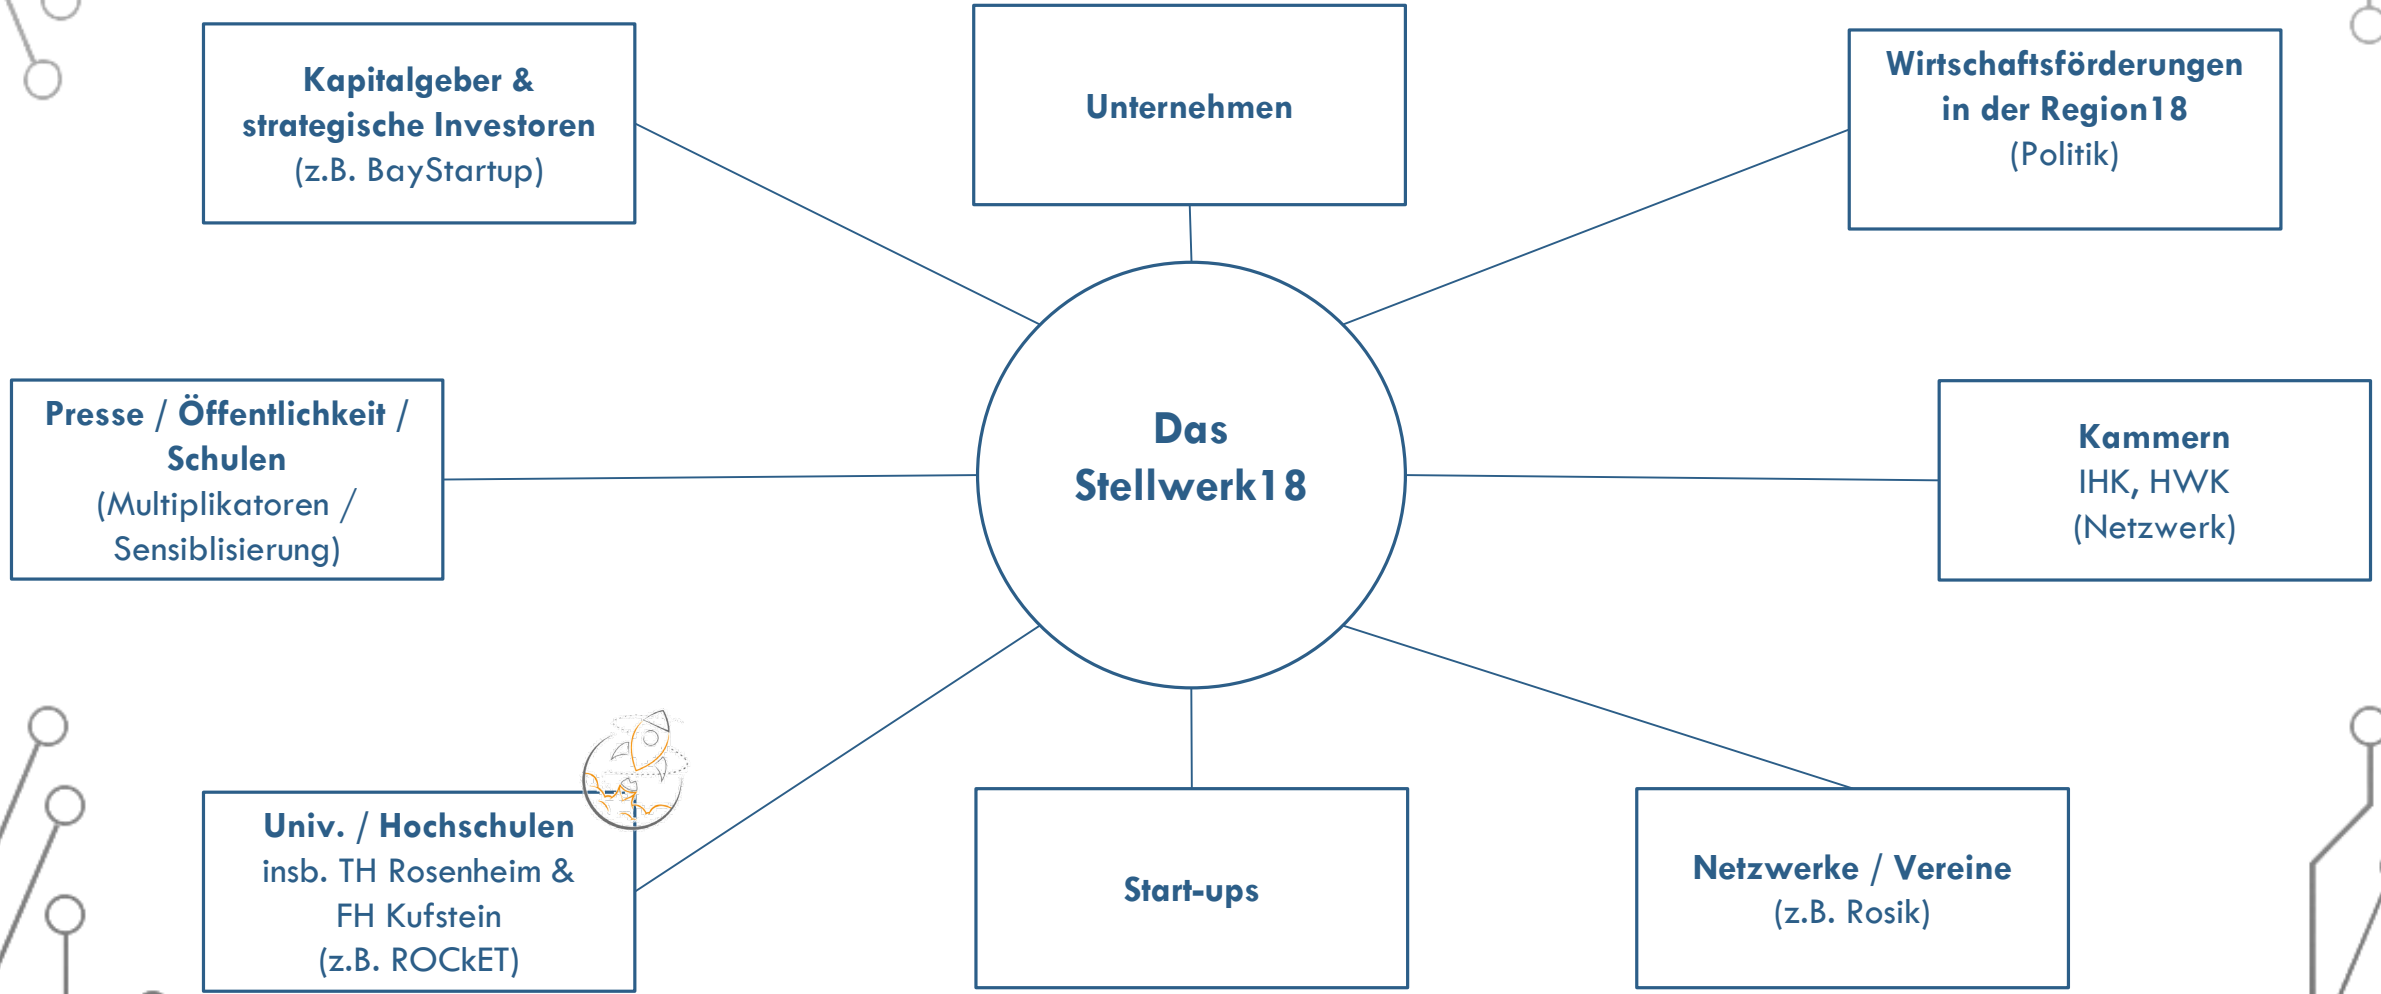 Kapitalgeber &
strategische Investoren
(z.B. BayStartup)
Unternehmen
Wirtschaftsförderungen
in der Region18
(Politik)
Presse / Öffentlichkeit /
Schulen
(Multiplikatoren /
Sensiblisierung)
Das
Stellwerk18
Kammern
IHK, HWK
(Netzwerk)
Univ. / Hochschulen
insb. TH Rosenheim &
FH Kufstein
(z.B. ROCkET)
Start-ups
Netzwerke / Vereine
(z.B. Rosik)